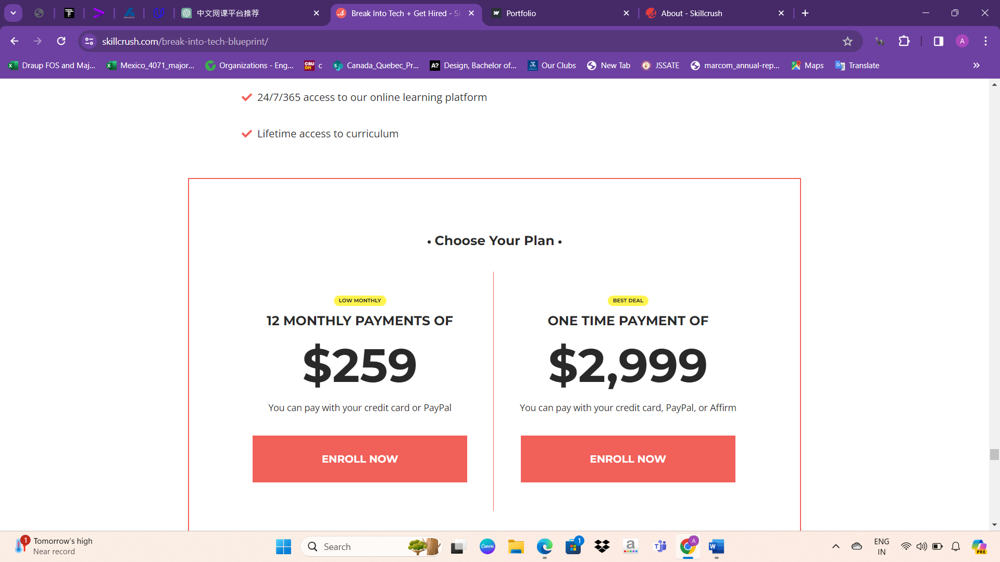 中文网课平台推荐
Break Into Tech + Get Hired - Sk
Portfolio
About - Skillcrush
skillcrush.com/break-into-tech-blueprint/
A
Draup FOS and Maj...
Mexico_4071_major...
Organizations - Eng...
CSU DH
c
Canada_Quebec_Pr...
A?
Design, Bachelor of...
Our Clubs
New Tab
JSSATE
marcom_annual-rep...
Maps
Translate
24/7/365 access to our online learning platform
Lifetime access to curriculum
• Choose Your Plan •
LOW MONTHLY
12 MONTHLY PAYMENTS OF
$259
You can pay with your credit card or PayPal
ENROLL NOW
BEST DEAL
ONE TIME PAYMENT OF
$2,999
You can pay with your credit card, PayPal, or Affirm
ENROLL NOW
1
Tomorrow's high
Near record
Search
Canva
1
a
A
W
ENG
IN
PRE